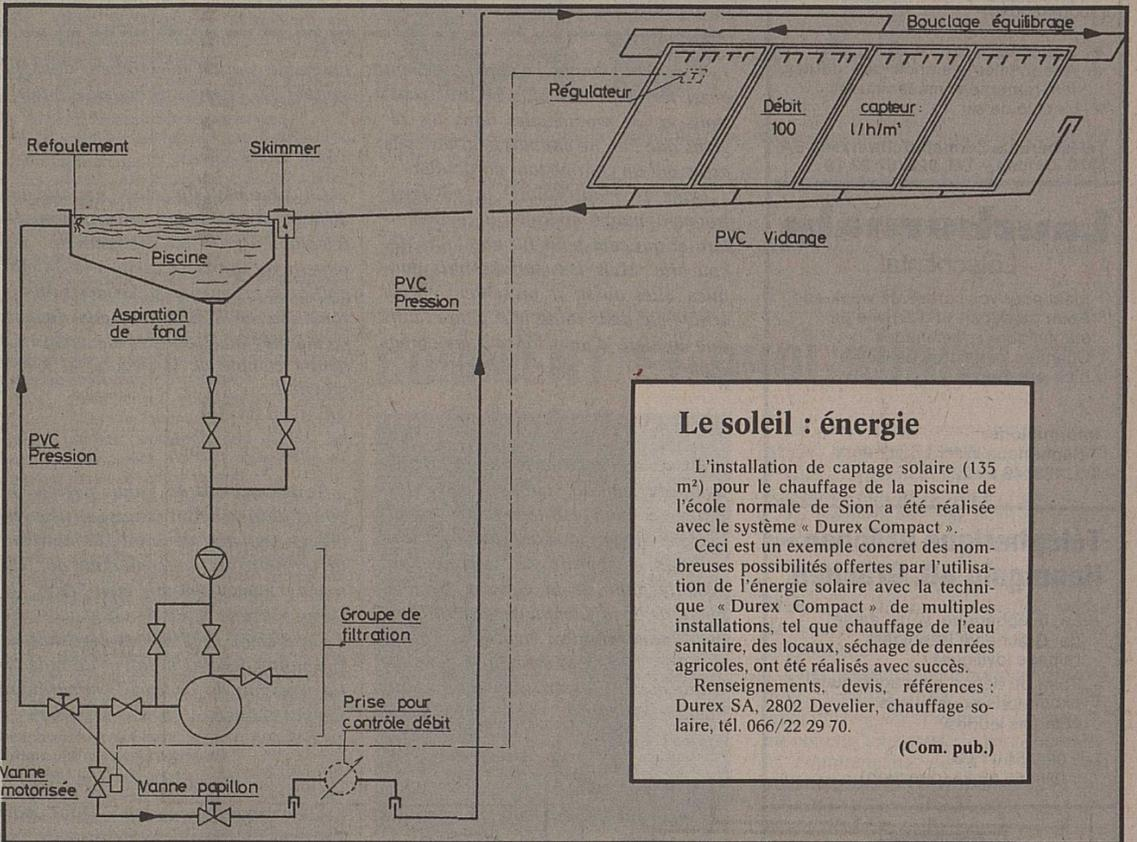 Bouclage équilibrage
Régulateur
Débit
100
capteur :
l/h/m²
Refoulement
Skimmer
Piscine
PVC Vidange
PVC
Pression
Aspiration
de fond
PVC
Pression
Groupe de
filtration
Prise pour
contrôle débit
Vanne
motorisée
Vanne papillon
Le soleil : énergie
L'installation de captage solaire (135
m²) pour le chauffage de la piscine de
l'école normale de Sion a été réalisée
avec le système « Durex Compact ».
Ceci est un exemple concret des nom-
breuses possibilités offertes par l'utilisa-
tion de l'énergie solaire avec la techni-
que « Durex Compact » de multiples
installations, tel que chauffage de l'eau
sanitaire, des locaux, séchage de denrées
agricoles, ont été réalisés avec succès.
Renseignements, devis, références :
Durex SA, 2802 Develier, chauffage so-
laire, tél. 066/22 29 70.
(Com. pub.)